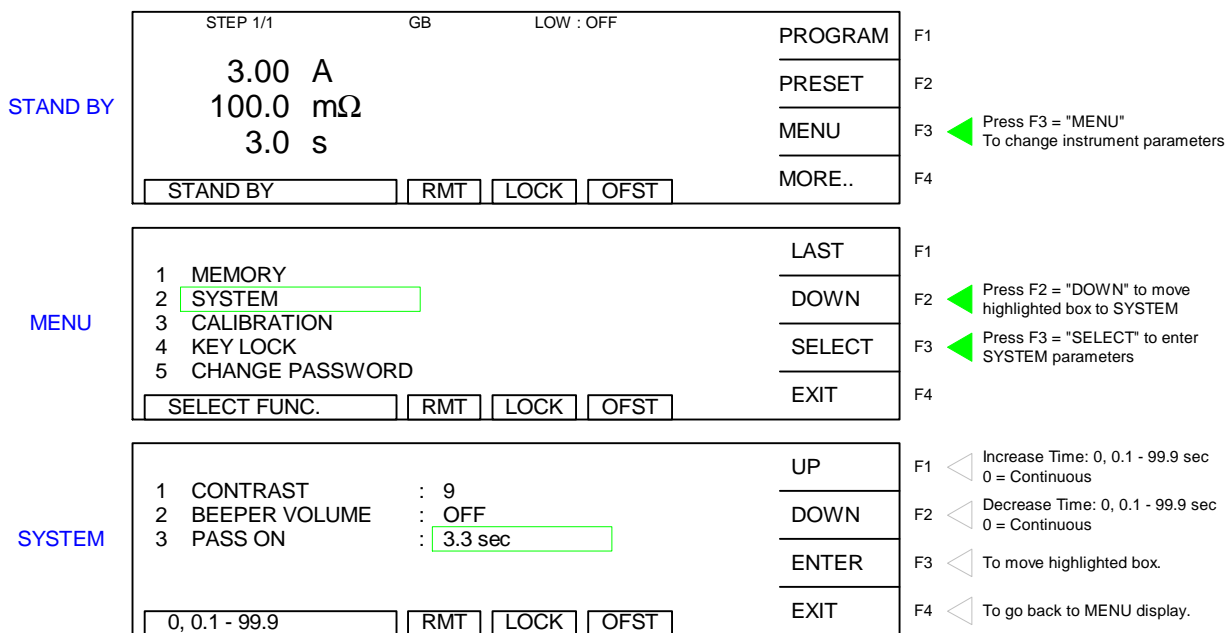 STEP 1/1 GB LOW : OFF
3.00 A
100.0 mΩ
3.0 s
STAND BY
STAND BY RMT LOCK OFST
PROGRAM F1
PRESET F2
MENU F3
MORE.. F4
Press F3 = "MENU"
To change instrument parameters
MENU
1 MEMORY
2 SYSTEM
3 CALIBRATION
4 KEY LOCK
5 CHANGE PASSWORD
SELECT FUNC. RMT LOCK OFST
LAST F1
DOWN F2
SELECT F3
EXIT F4
Press F2 = "DOWN" to move
highlighted box to SYSTEM
Press F3 = "SELECT" to enter
SYSTEM parameters
SYSTEM
1 CONTRAST : 9
2 BEEPER VOLUME : OFF
3 PASS ON : 3.3 sec
0, 0.1 - 99.9 RMT LOCK OFST
UP F1
DOWN F2
ENTER F3
EXIT F4
Increase Time: 0, 0.1 - 99.9 sec
0 = Continuous
Decrease Time: 0, 0.1 - 99.9 sec
0 = Continuous
To move highlighted box.
To go back to MENU display.